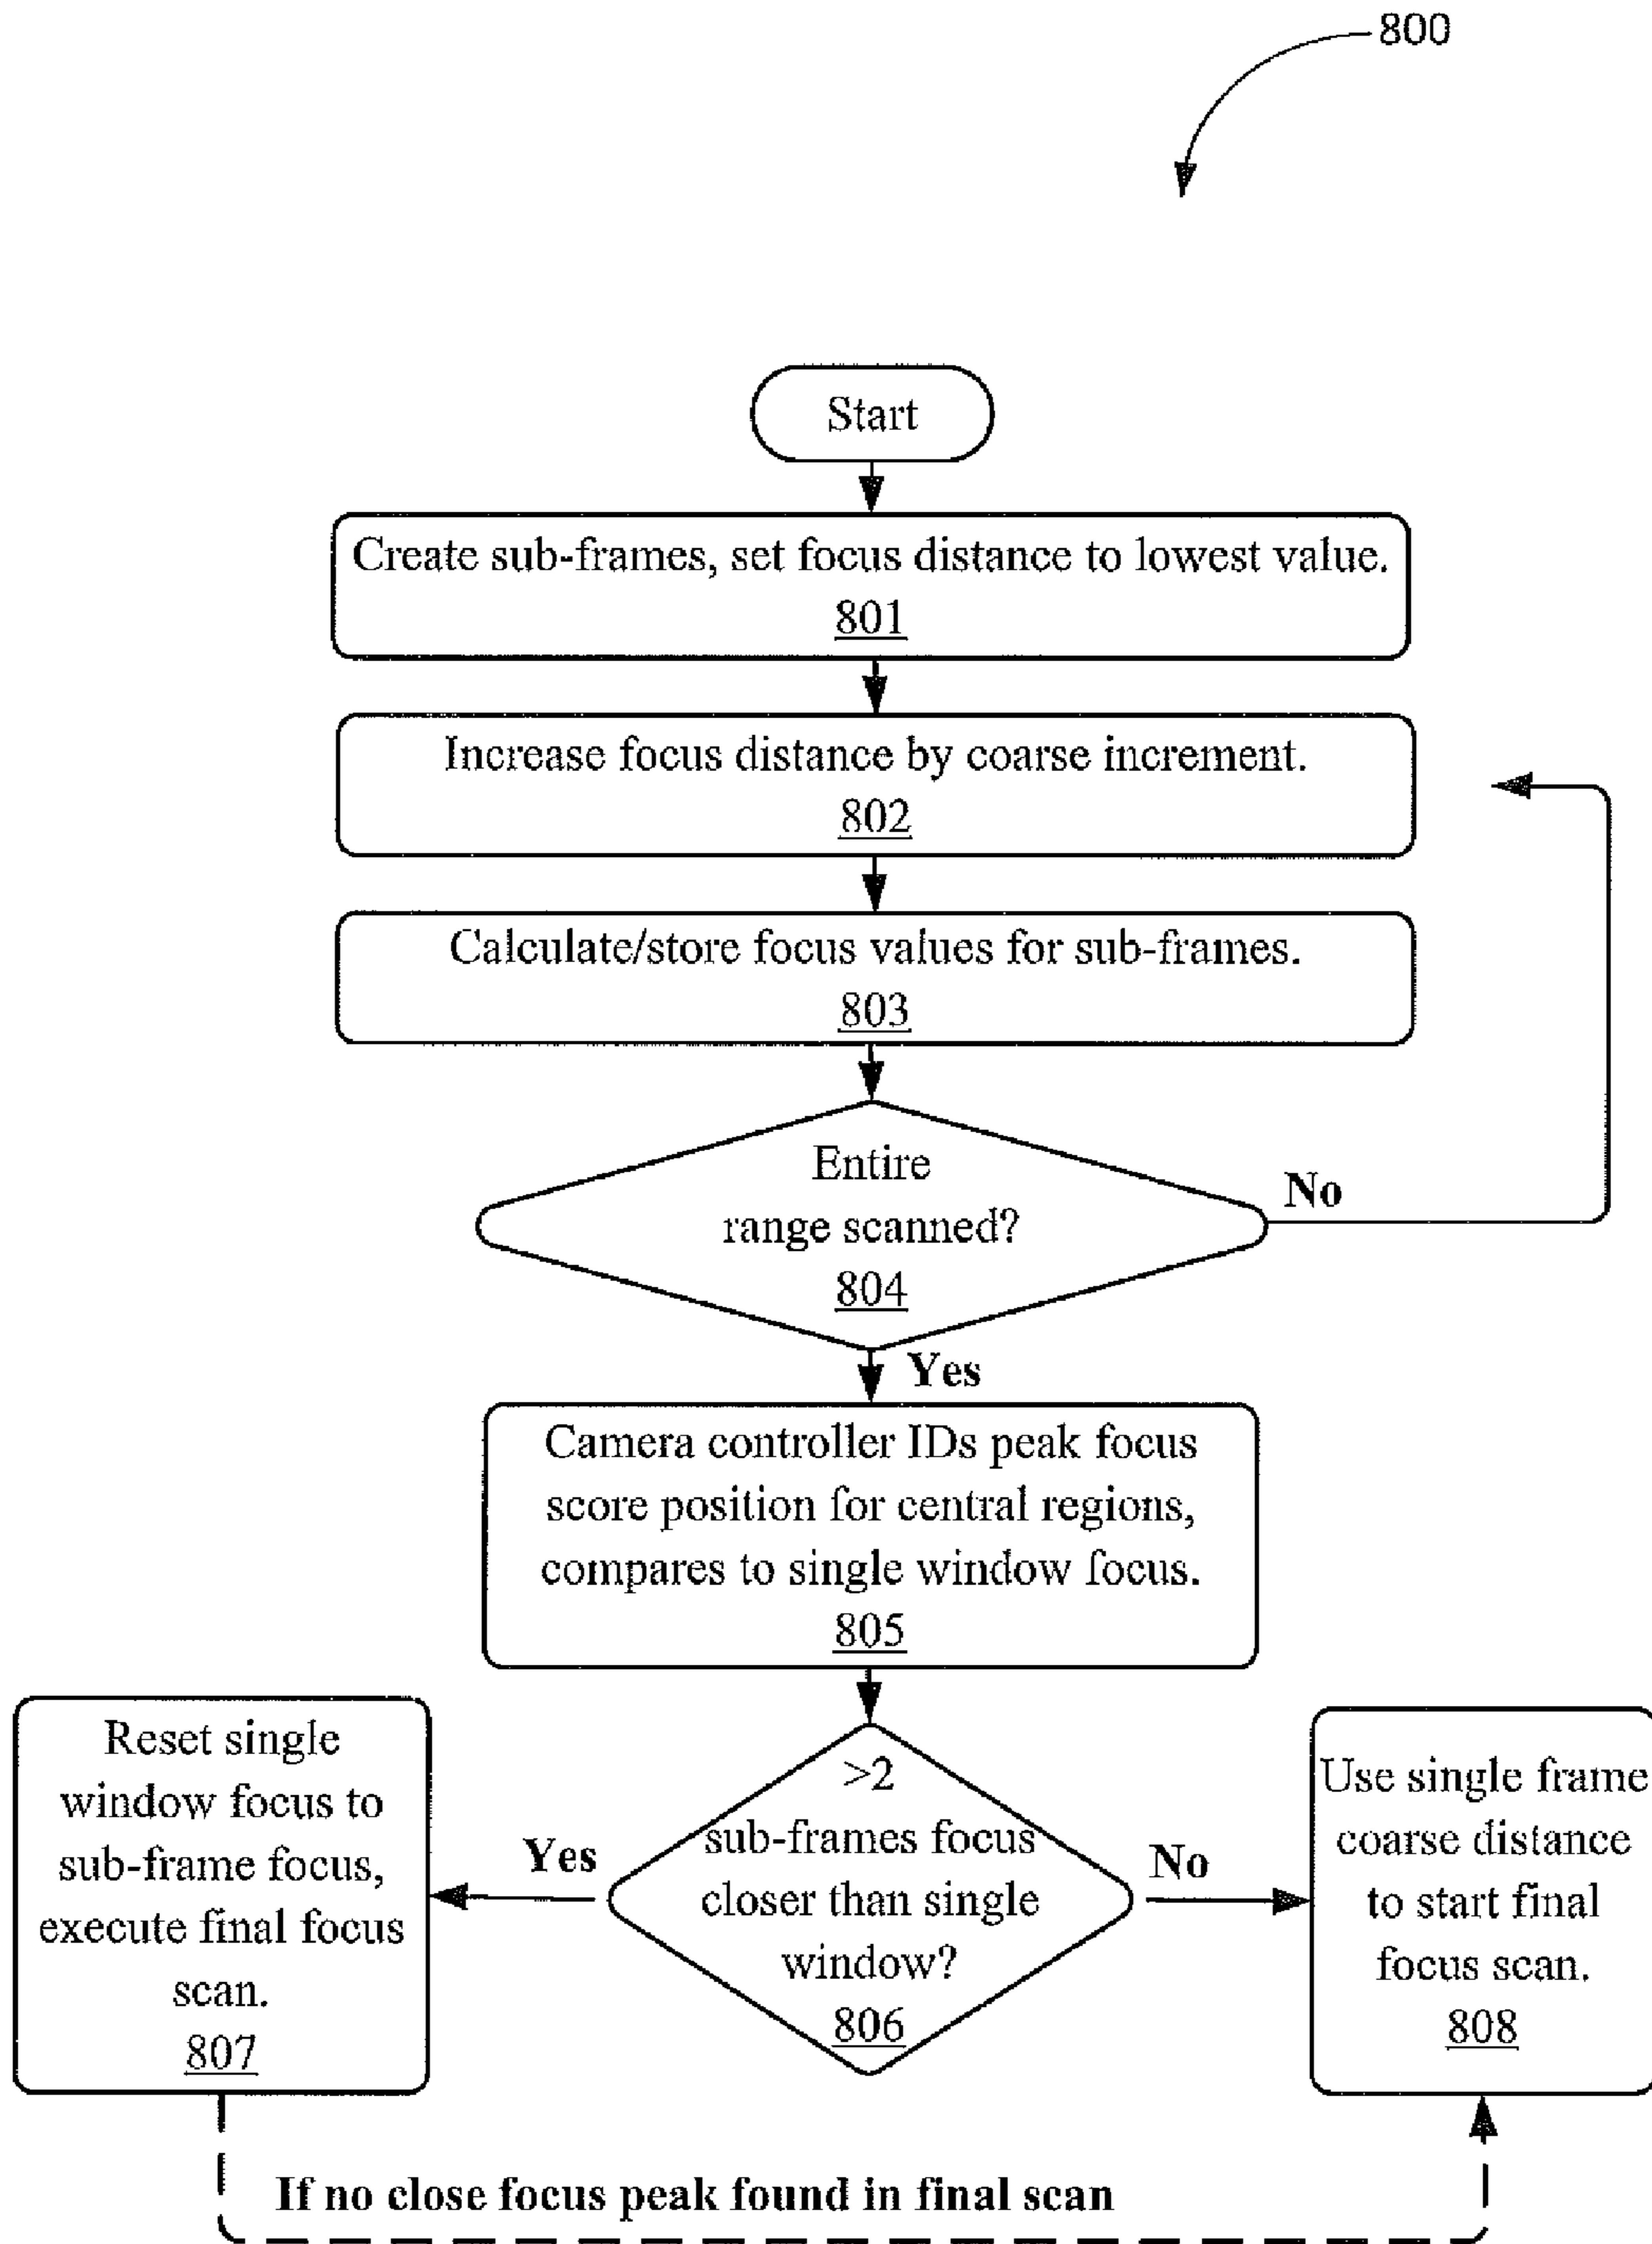 800
Start
Create sub-frames, set focus distance to lowest value.
801
Increase focus distance by coarse increment.
802
Calculate/store focus values for sub-frames.
803
Entire
range scanned?
804
No
Yes
Camera controller IDs peak focus
score position for central regions,
compares to single window focus.
805
>2
sub-frames focus
closer than single
window?
806
Yes
No
Reset single
window focus to
sub-frame focus,
execute final focus
scan.
807
Use single frame
coarse distance
to start final
focus scan.
808
If no close focus peak found in final scan